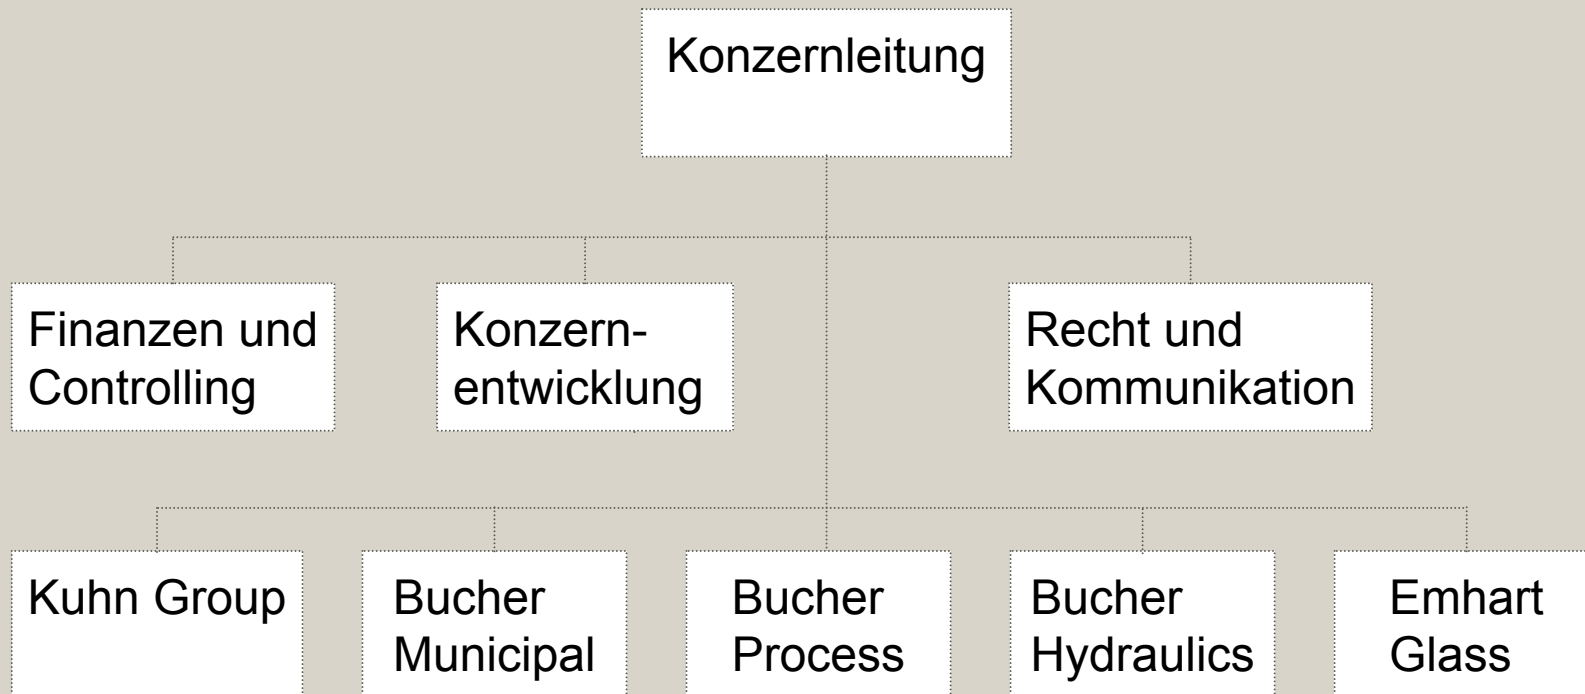 Konzernleitung
Finanzen und
Controlling
Konzern-
entwicklung
Recht und
Kommunikation
Kuhn Group
Bucher
Municipal
Bucher
Process
Bucher
Hydraulics
Emhart
Glass